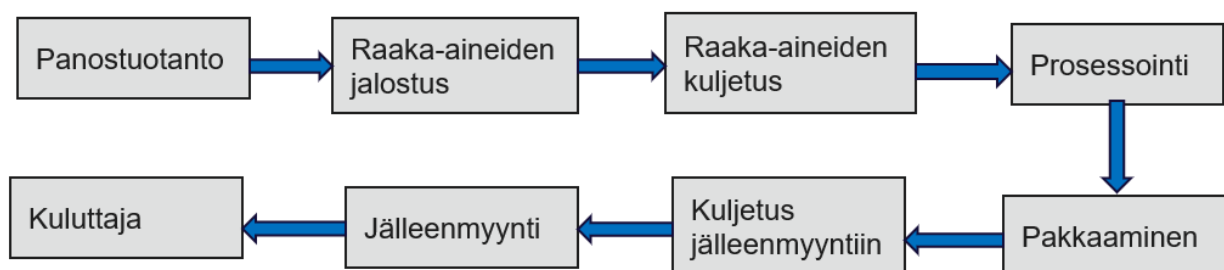 Panostuotanto
Raaka-aineiden
jalostus
Raaka-aineiden
kuljetus
Prosessointi
Kuluttaja
Jälleenmyynti
Kuljetus
jälleenmyyntiin
Pakkaaminen